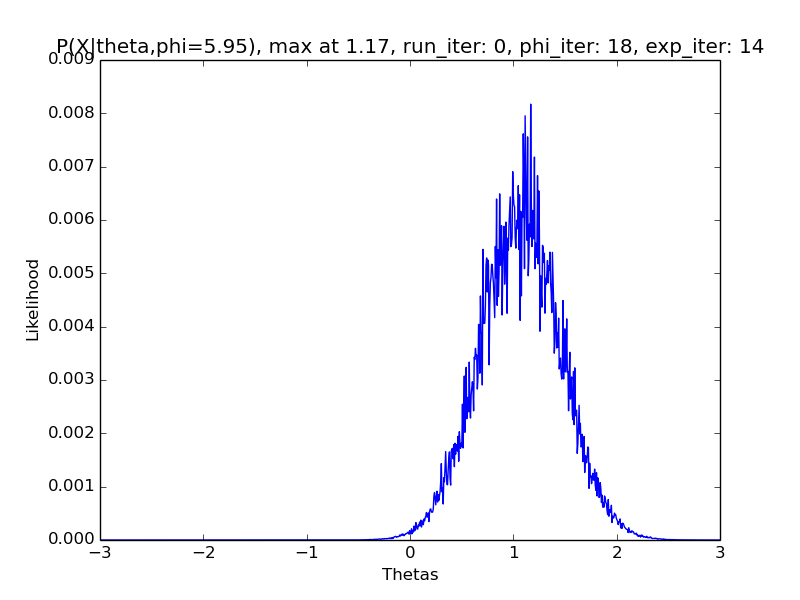 P(X|theta,phi=5.95), max at 1.17, run_iter: 0, phi_iter: 18, exp_iter: 14
0.009
0.008
0.007
0.006
0.005
0.004
0.003
0.002
0.001
0.000
Likelihood
−3 −2 −1 0 1 2 3
Thetas